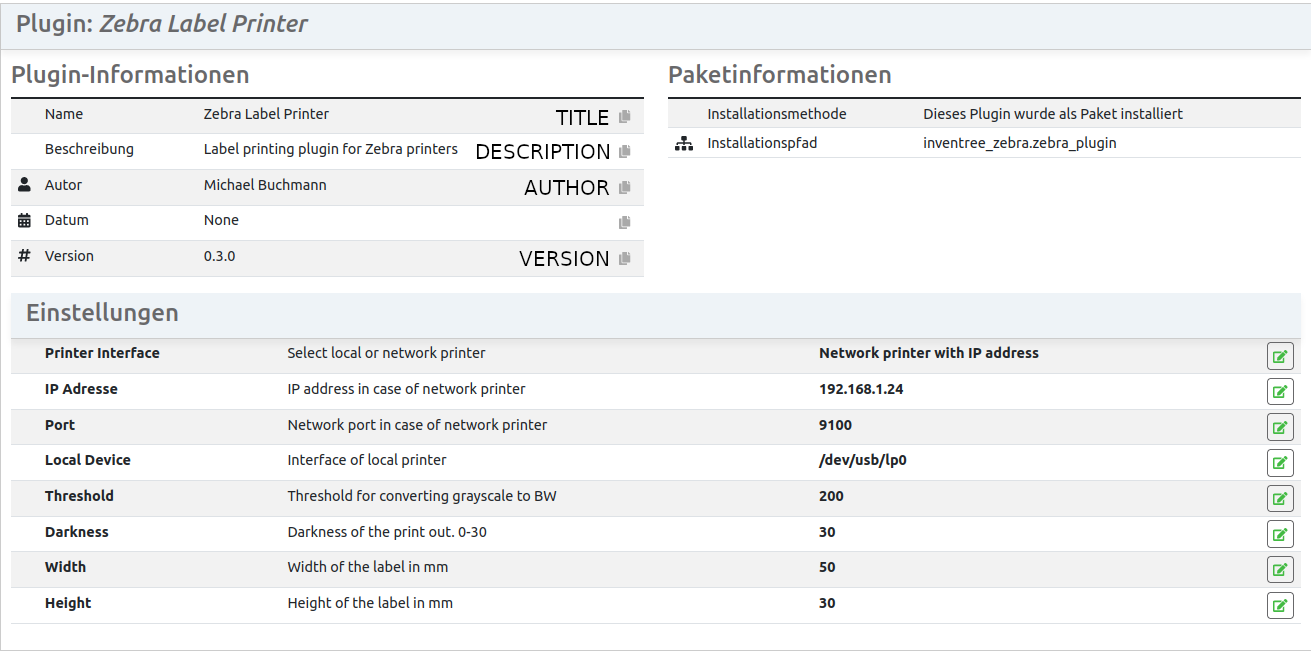 Plugin: Zebra Label Printer
Plugin-Informationen
Name Zebra Label Printer TITLE
Beschreibung Label printing plugin for Zebra printers DESCRIPTION
Autor Michael Buchmann AUTHOR
Datum None
Version 0.3.0 VERSION
Paketinformationen
Installationsmethode Dieses Plugin wurde als Paket installiert
Installationspfad inventree_zebra.zebra_plugin
Einstellungen
Printer Interface Select local or network printer Network printer with IP address
IP Adresse IP address in case of network printer 192.168.1.24
Port Network port in case of network printer 9100
Local Device Interface of local printer /dev/usb/lp0
Threshold Threshold for converting grayscale to BW 200
Darkness Darkness of the print out. 0-30 30
Width Width of the label in mm 50
Height Height of the label in mm 30